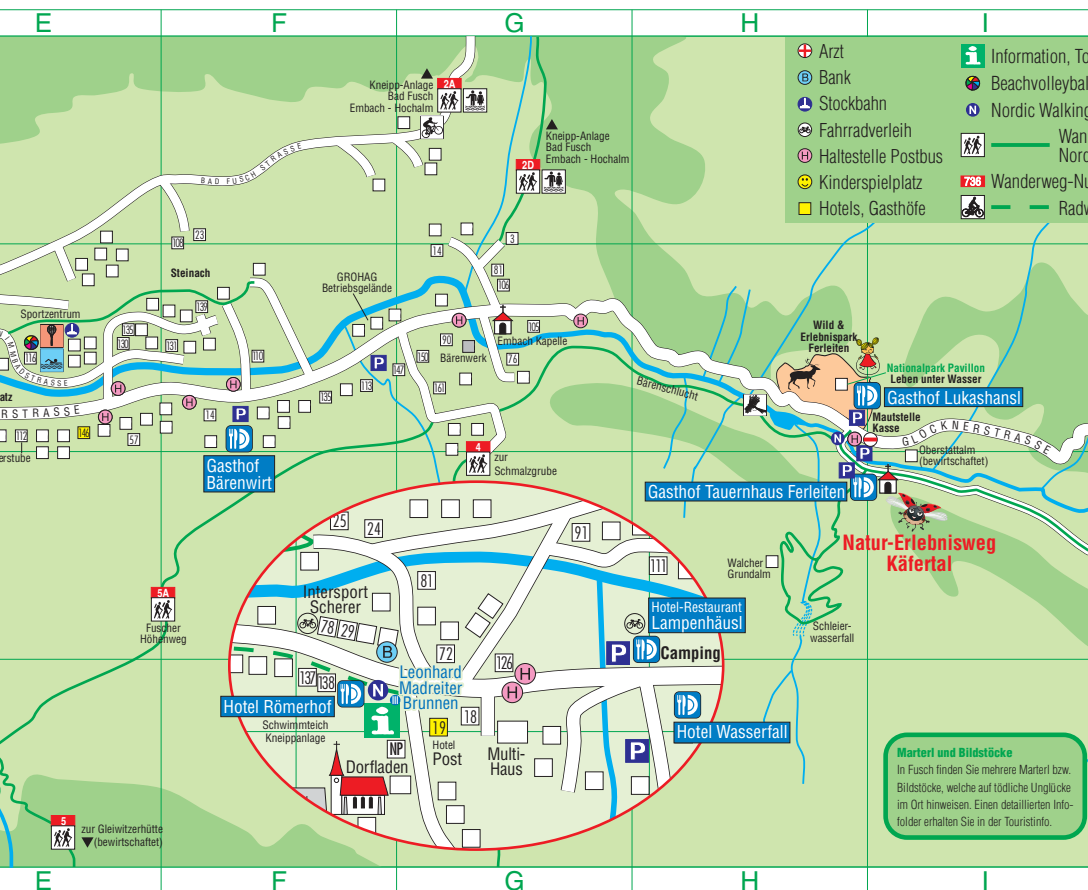 E F G H I
Arzt
Bank
Stockbahn
Fahrradverleih
H Haltestelle Postbus
Kinderspielplatz
Hotels, Gasthöfe
i Information, To
Beachvolleybal
N Nordic Walking
Wan
Nord
736 Wanderweg-Nu
Radw
Kneipp-Anlage
Bad Fusch
Embach - Hochalm
2A
Kneipp-Anlage
Bad Fusch
Embach - Hochalm
2D
BAD FUSCH STRASSE
108
23
14
3
81
106
Steinach
GROHAG
Betriebsgelände
Sportzentrum
139
135
130
131
116
110
H
H
105
Embach Kapelle
90
Bärenwerk
76
150
147
P
113
161
135
14
H
H
H
P
RSTRASSE
atz
112
146
57
erstube
Gasthof
Bärenwirt
4
zur
Schmalzgrube
Bärenschlucht
Wild &
Erlebnispark
Ferleiten
Nationalpark Pavillon
Leben unter Wasser
Gasthof Lukashansl
P
Mautstelle
Kasse
N
H
P
P
GLOCKNERSTRASSE
Oberstattalm
(bewirtschaftet)
Gasthof Tauernhaus Ferleiten
Natur-Erlebnisweg
Käfertal
Walcher
Grundalm
Schleier-
wasserfall
5A
Fuscher
Höhenweg
25
24
91
111
81
Intersport
Scherer
78
29
B
72
126
H
H
Hotel-Restaurant
Lampenhäusl
P
Camping
Leonhard
Madreiter
Brunnen
137
138
N
Hotel Römerhof
i
Schwimmteich
Kneippanlage
18
19
Hotel
Post
Multi-
Haus
Hotel Wasserfall
P
NP
Dorfladen
5
zur Gleiwitzerhütte
(bewirtschaftet)
Marterl und Bildstöcke
In Fusch finden Sie mehrere Marterl bzw.
Bildstöcke, welche auf tödliche Unglücke
im Ort hinweisen. Einen detaillierten Info-
folder erhalten Sie in der Touristinfo.
E F G H I